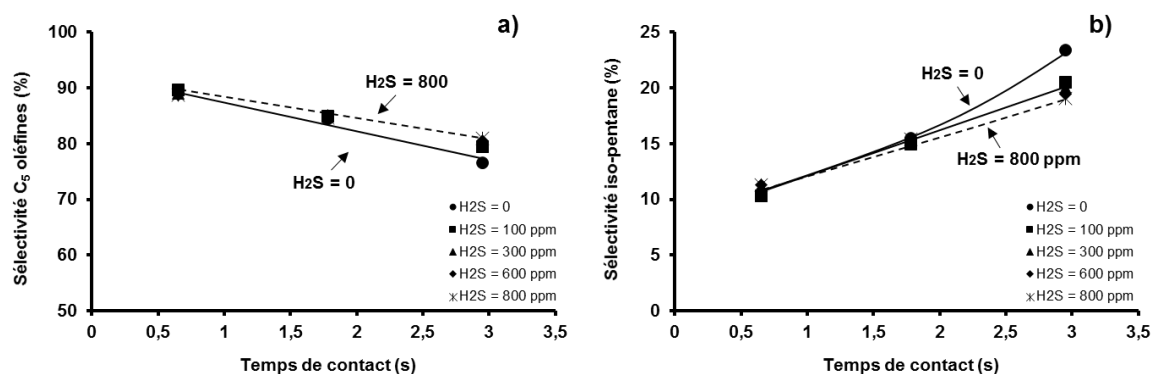 a)
Sélectivité C₅ oléfines (%)
100
90
80
70
60
50
H2S = 800
H2S = 0
H2S = 0
H2S = 100 ppm
H2S = 300 ppm
H2S = 600 ppm
H2S = 800 ppm
0
0,5
1
1,5
2
2,5
3
3,5
Temps de contact (s)
b)
Sélectivité iso-pentane (%)
25
20
15
10
5
0
H2S = 0
H2S = 800 ppm
H2S = 0
H2S = 100 ppm
H2S = 300 ppm
H2S = 600 ppm
H2S = 800 ppm
0
0,5
1
1,5
2
2,5
3
3,5
Temps de contact (s)